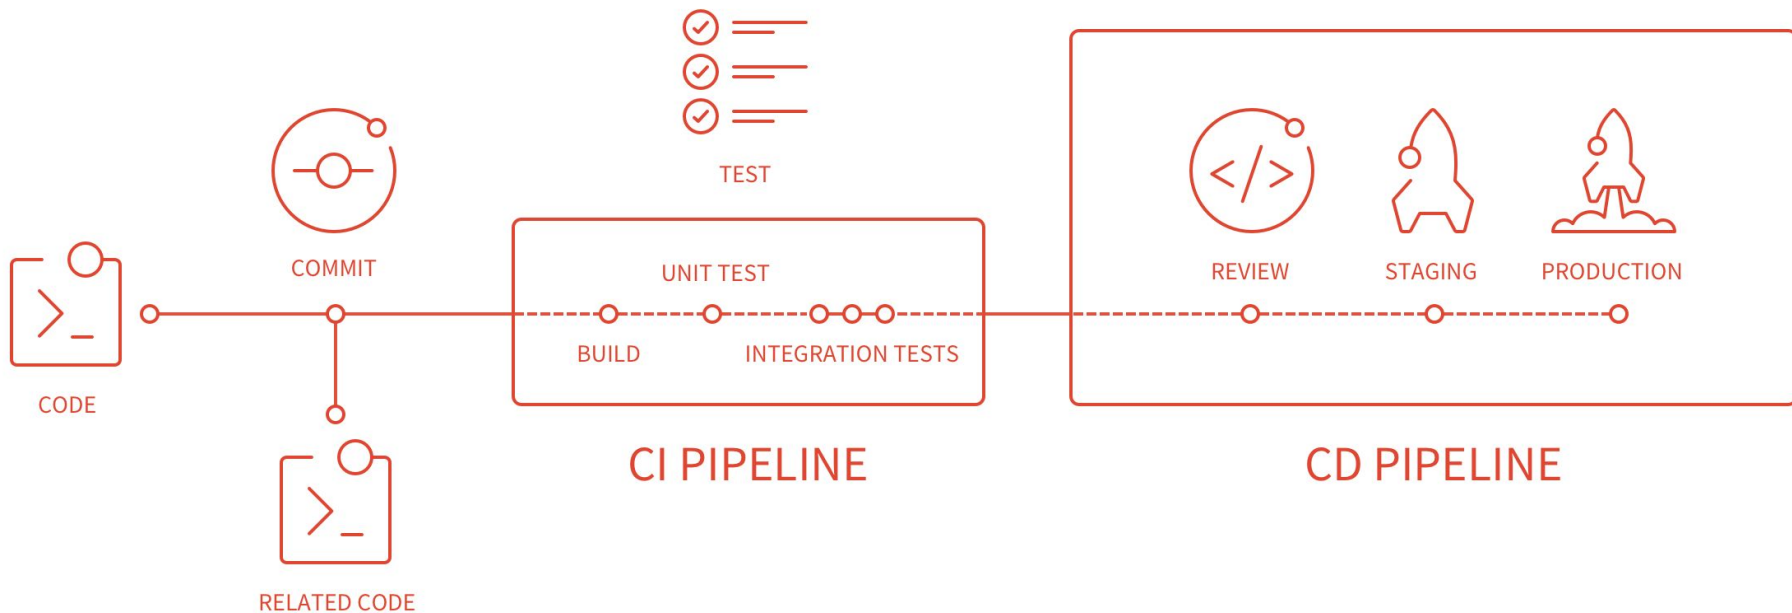 TEST
COMMIT
CODE
RELATED CODE
UNIT TEST
BUILD
INTEGRATION TESTS
CI PIPELINE
REVIEW
STAGING
PRODUCTION
CD PIPELINE